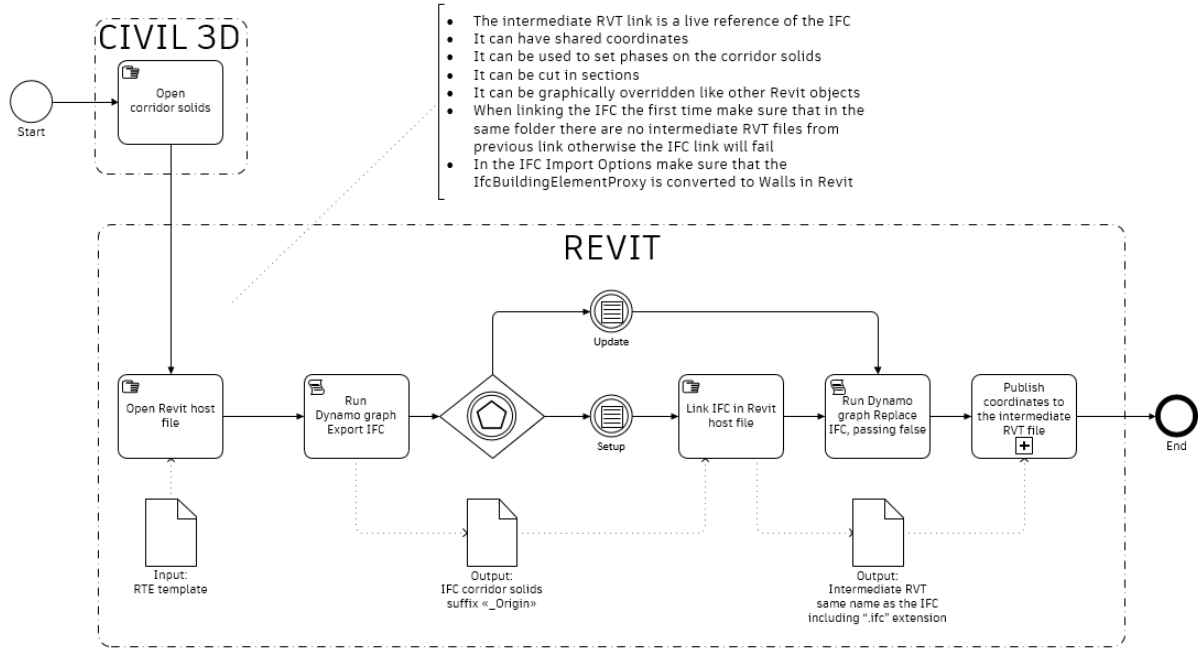 • The intermediate RVT link is a live reference of the IFC
• It can have shared coordinates
• It can be used to set phases on the corridor solids
• It can be cut in sections
• It can be graphically overridden like other Revit objects
• When linking the IFC the first time make sure that in the
same folder there are no intermediate RVT files from
previous link otherwise the IFC link will fail
• In the IFC Import Options make sure that the
IfcBuildingElementProxy is converted to Walls in Revit
CIVIL 3D
Open
corridor solids
Start
REVIT
Update
Open Revit host
file
Run
Dynamo graph
Export IFC
Setup
Link IFC in Revit
host file
Run Dynamo
graph Replace
IFC, passing false
Publish
coordinates to
the intermediate
RVT file
End
Input:
RTE template
Output:
IFC corridor solids
suffix «_Origin»
Output:
Intermediate RVT
same name as the IFC
including “.ifc” extension